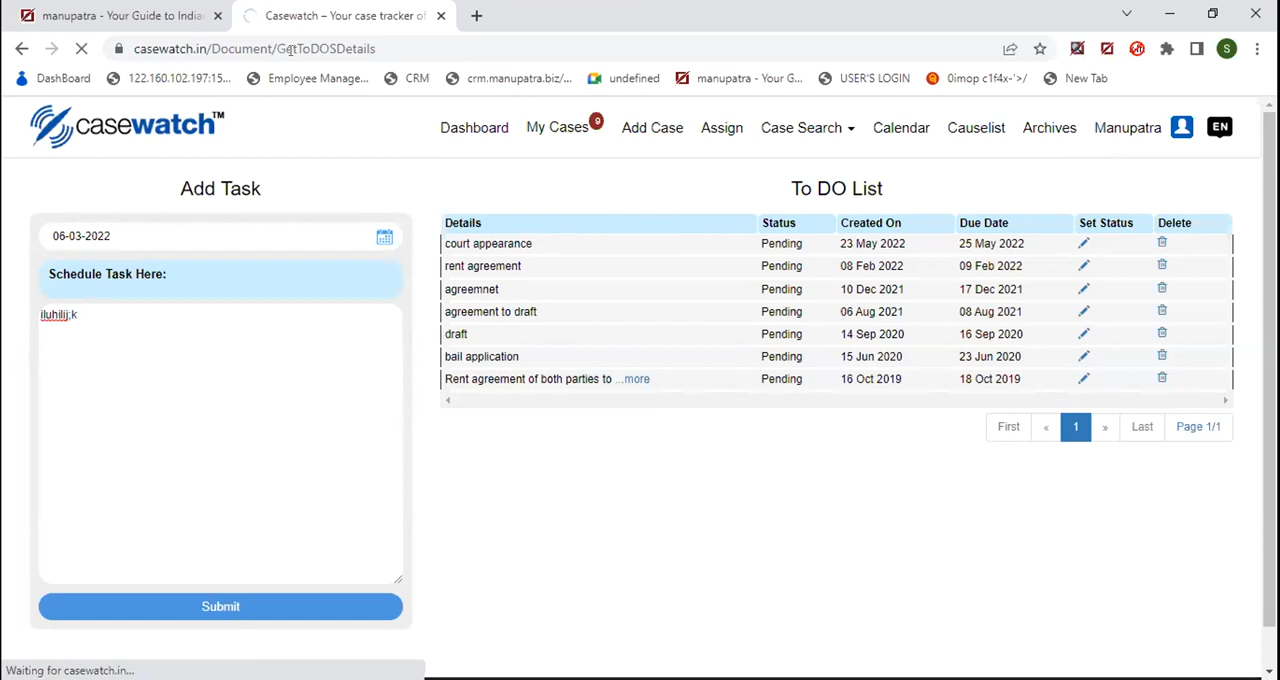 manupatra - Your Guide to India
Casewatch – Your case tracker of
casewatch.in/Document/GetToDOSDetails
S
DashBoard
122.160.102.197:15...
Employee Manage...
CRM
crm.manupatra.biz/...
undefined
manupatra - Your G...
USER'S LOGIN
0imop c1f4x-'>/
New Tab
casewatch™
Dashboard
My Cases 9
Add Case
Assign
Case Search
Calendar
Causelist
Archives
Manupatra
EN
Add Task
06-03-2022
Schedule Task Here:
iluhilij;k
Submit
To DO List
Details Status Created On Due Date Set Status Delete
court appearance Pending 23 May 2022 25 May 2022
rent agreement Pending 08 Feb 2022 09 Feb 2022
agreemnet Pending 10 Dec 2021 17 Dec 2021
agreement to draft Pending 06 Aug 2021 08 Aug 2021
draft Pending 14 Sep 2020 16 Sep 2020
bail application Pending 15 Jun 2020 23 Jun 2020
Rent agreement of both parties to ...more Pending 16 Oct 2019 18 Oct 2019
First « 1 » Last Page 1/1
Waiting for casewatch.in...